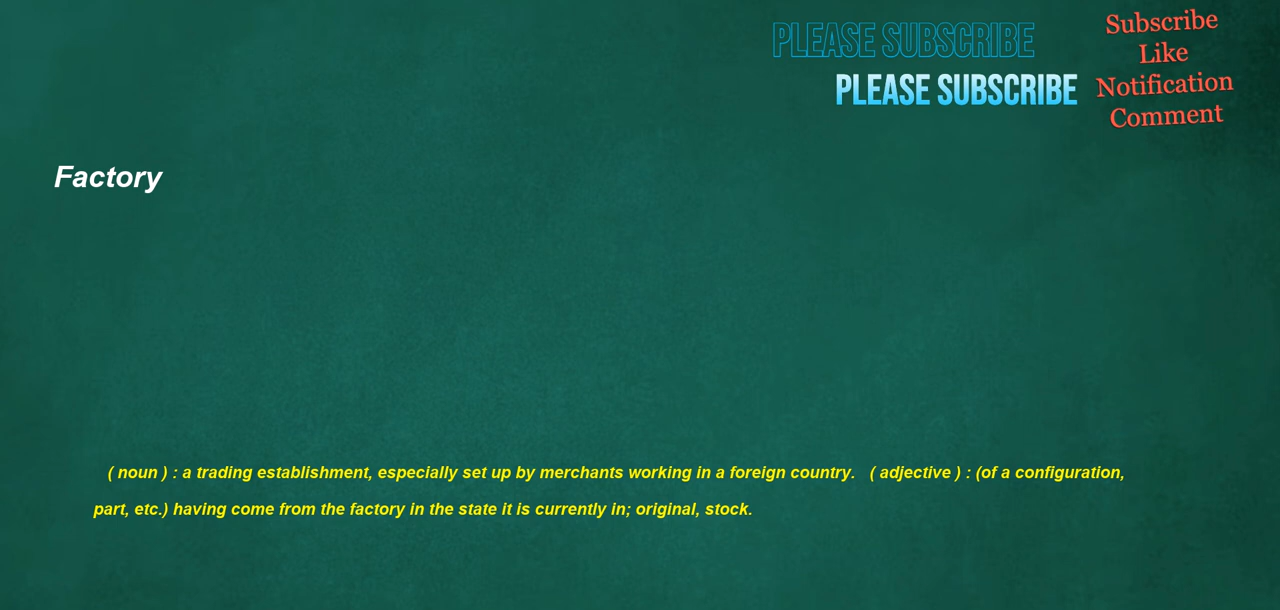 PLEASE SUBSCRIBE
PLEASE SUBSCRIBE
Subscribe
Like
Notification
Comment
Factory
( noun ) : a trading establishment, especially set up by merchants working in a foreign country. ( adjective ) : (of a configuration,
part, etc.) having come from the factory in the state it is currently in; original, stock.